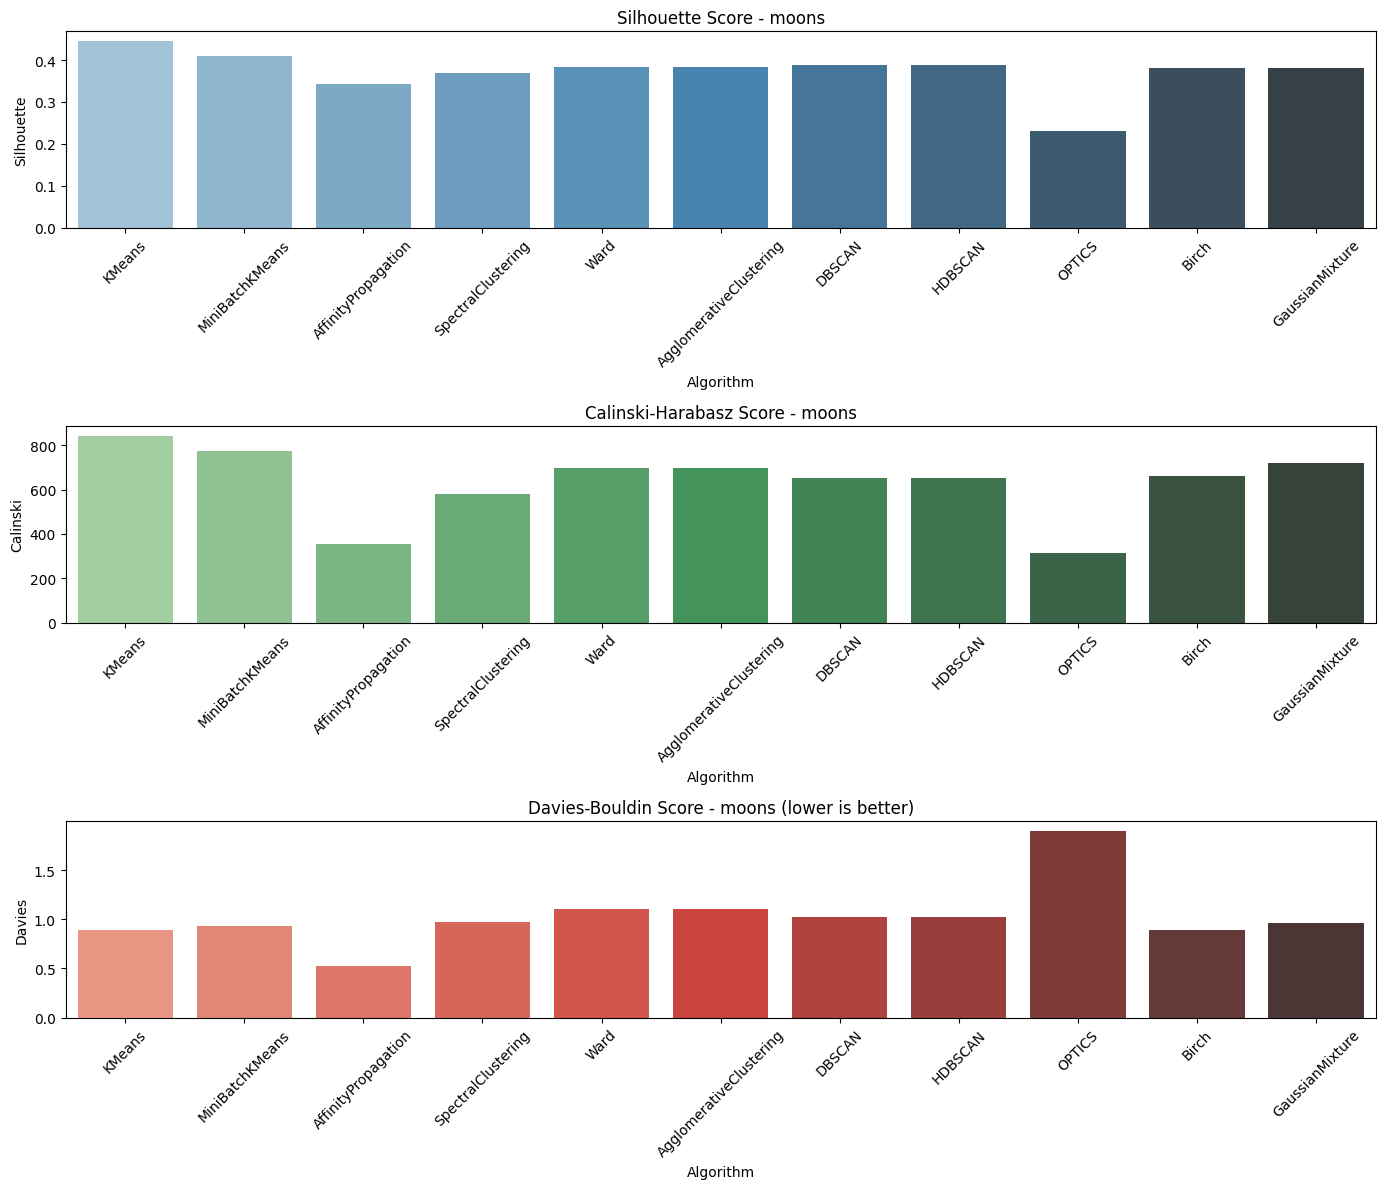 Silhouette Score - moons
Silhouette
0.4
0.3
0.2
0.1
0.0
KMeans
MiniBatchKMeans
AffinityPropagation
SpectralClustering
Ward
AgglomerativeClustering
DBSCAN
HDBSCAN
OPTICS
Birch
GaussianMixture
Algorithm
Calinski-Harabasz Score - moons
Calinski
800
600
400
200
0
KMeans
MiniBatchKMeans
AffinityPropagation
SpectralClustering
Ward
AgglomerativeClustering
DBSCAN
HDBSCAN
OPTICS
Birch
GaussianMixture
Algorithm
Davies-Bouldin Score - moons (lower is better)
Davies
1.5
1.0
0.5
0.0
KMeans
MiniBatchKMeans
AffinityPropagation
SpectralClustering
Ward
AgglomerativeClustering
DBSCAN
HDBSCAN
OPTICS
Birch
GaussianMixture
Algorithm